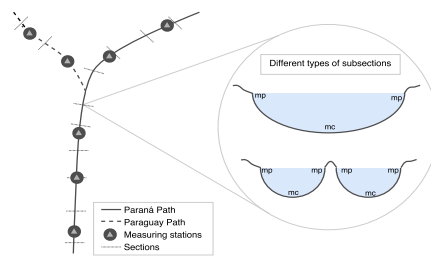 Different types of subsections
mp
mp
mc
mp
mp
mp
mp
mc
mc
Paraná Path
Paraguay Path
Measuring stations
Sections